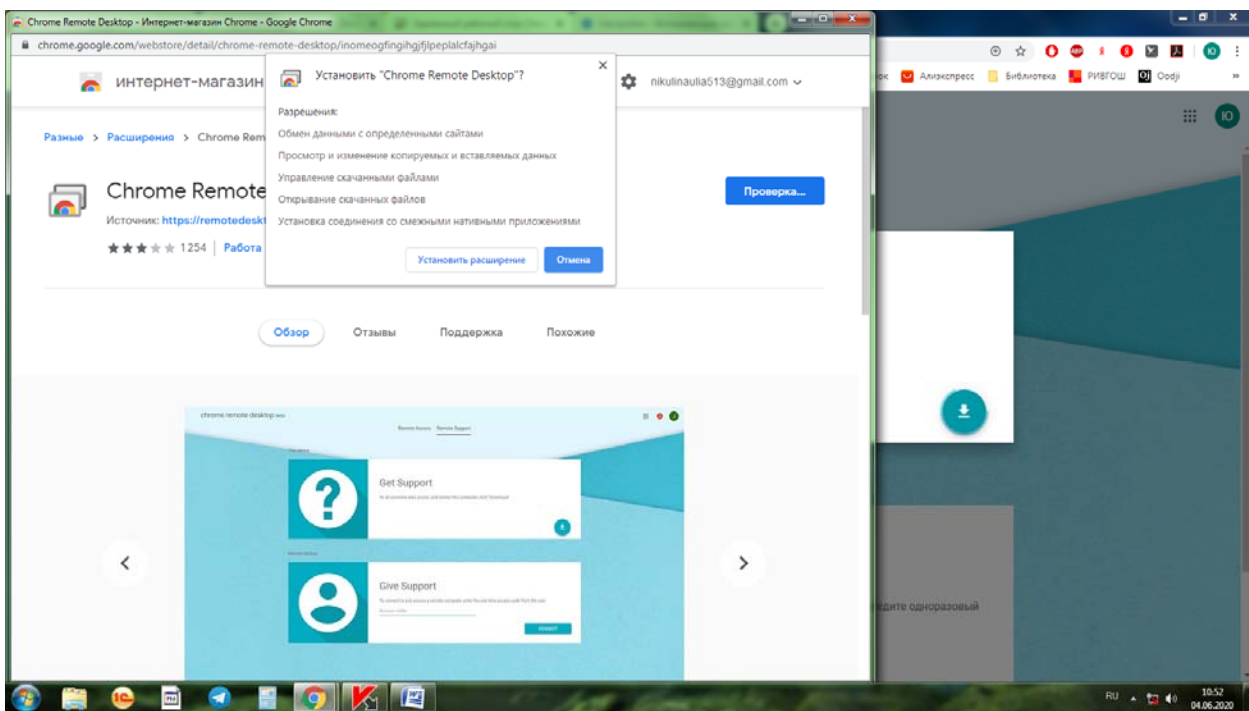 Chrome Remote Desktop - Интернет-магазин Chrome - Google Chrome
chrome.google.com/webstore/detail/chrome-remote-desktop/inomeogfingihgjfjlpeplalcfajhgai
интернет-магазин
nikulinaulia513@gmail.com
Установить "Chrome Remote Desktop"?
Разрешения:
Обмен данными с определенными сайтами
Просмотр и изменение копируемых и вставляемых данных
Управление скачанными файлами
Открывание скачанных файлов
Установка соединения со смежными нативными приложениями
Установить расширение
Отмена
Разные > Расширения > Chrome Rem
Chrome Remote
Проверка...
Источник: https://remotedeskt
1254 | Работа
Обзор Отзывы Поддержка Похожие
chrome remote desktop
Remote Access Remote Support
Get Support
Give Support
Алиэкспресс Библиотека РИВГОШ Oodji
Ю
Ю
едите одноразовый
RU
10:52
04.06.2020